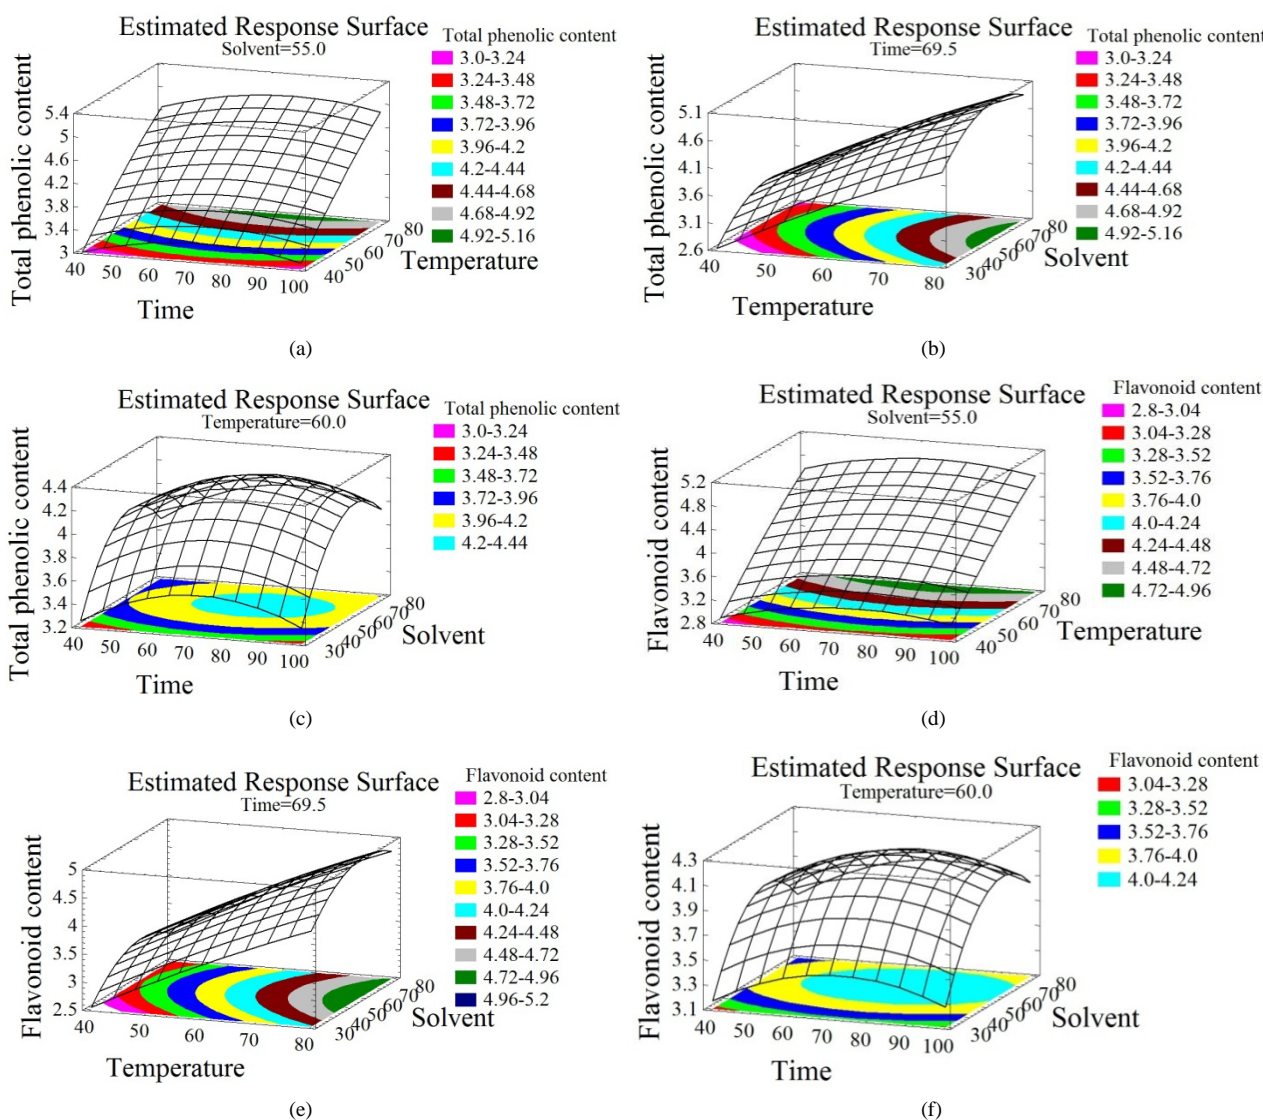 Estimated Response Surface
Solvent=55.0
Total phenolic content
3.0-3.24
3.24-3.48
3.48-3.72
3.72-3.96
3.96-4.2
4.2-4.44
4.44-4.68
4.68-4.92
4.92-5.16
Total phenolic content
5.4
5
4.6
4.2
3.8
3.4
3
40 50 60 70 80 90 100
Time
40 50 60 70 80
Temperature
(a)
Estimated Response Surface
Time=69.5
Total phenolic content
3.0-3.24
3.24-3.48
3.48-3.72
3.72-3.96
3.96-4.2
4.2-4.44
4.44-4.68
4.68-4.92
4.92-5.16
Total phenolic content
5.1
4.6
4.1
3.6
3.1
2.6
40 50 60 70 80
Temperature
30 40 50 60 70 80
Solvent
(b)
Estimated Response Surface
Temperature=60.0
Total phenolic content
3.0-3.24
3.24-3.48
3.48-3.72
3.72-3.96
3.96-4.2
4.2-4.44
Total phenolic content
4.4
4.2
4
3.8
3.6
3.4
3.2
40 50 60 70 80 90 100
Time
30 40 50 60 70 80
Solvent
(c)
Estimated Response Surface
Solvent=55.0
Flavonoid content
2.8-3.04
3.04-3.28
3.28-3.52
3.52-3.76
3.76-4.0
4.0-4.24
4.24-4.48
4.48-4.72
4.72-4.96
Flavonoid content
5.2
4.8
4.4
4
3.6
3.2
2.8
40 50 60 70 80 90 100
Time
40 50 60 70 80
Temperature
(d)
Estimated Response Surface
Time=69.5
Flavonoid content
2.8-3.04
3.04-3.28
3.28-3.52
3.52-3.76
3.76-4.0
4.0-4.24
4.24-4.48
4.48-4.72
4.72-4.96
4.96-5.2
Flavonoid content
5
4.5
4
3.5
3
2.5
40 50 60 70 80
Temperature
30 40 50 60 70 80
Solvent
(e)
Estimated Response Surface
Temperature=60.0
Flavonoid content
3.04-3.28
3.28-3.52
3.52-3.76
3.76-4.0
4.0-4.24
Flavonoid content
4.3
4.1
3.9
3.7
3.5
3.3
3.1
40 50 60 70 80 90 100
Time
30 40 50 60 70 80
Solvent
(f)